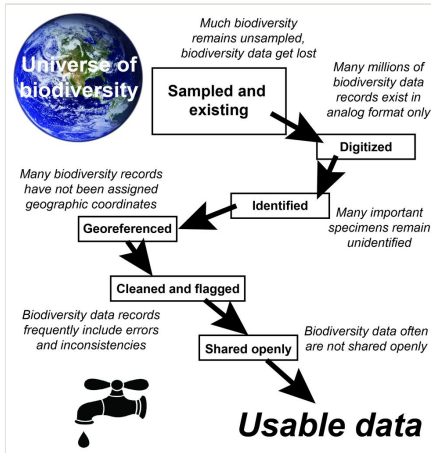 Universe of
biodiversity
Much biodiversity
remains unsampled,
biodiversity data get lost
Sampled and
existing
Many millions of
biodiversity data
records exist in
analog format only
Digitized
Many biodiversity records
have not been assigned
geographic coordinates
Identified
Many important
specimens remain
unidentified
Georeferenced
Cleaned and flagged
Biodiversity data records
frequently include errors
and inconsistencies
Shared openly
Biodiversity data often
are not shared openly
Usable data